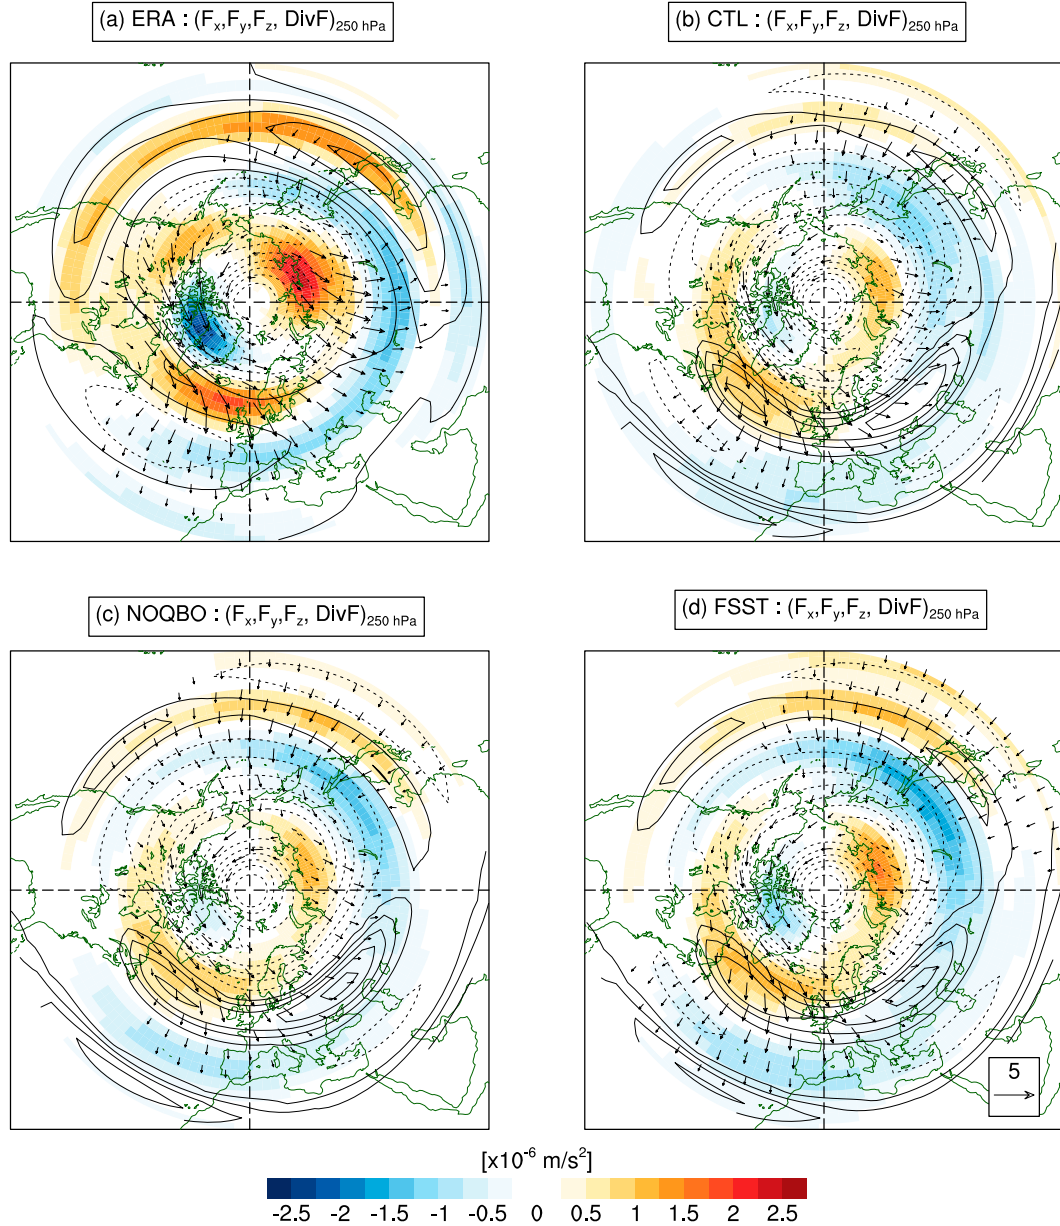 (a) ERA : (Fx,Fy,Fz, DivF)250 hPa
(b) CTL : (Fx,Fy,Fz, DivF)250 hPa
(c) NOQBO : (Fx,Fy,Fz, DivF)250 hPa
(d) FSST : (Fx,Fy,Fz, DivF)250 hPa
5
[x10-6 m/s2]
-2.5 -2 -1.5 -1 -0.5 0 0.5 1 1.5 2 2.5